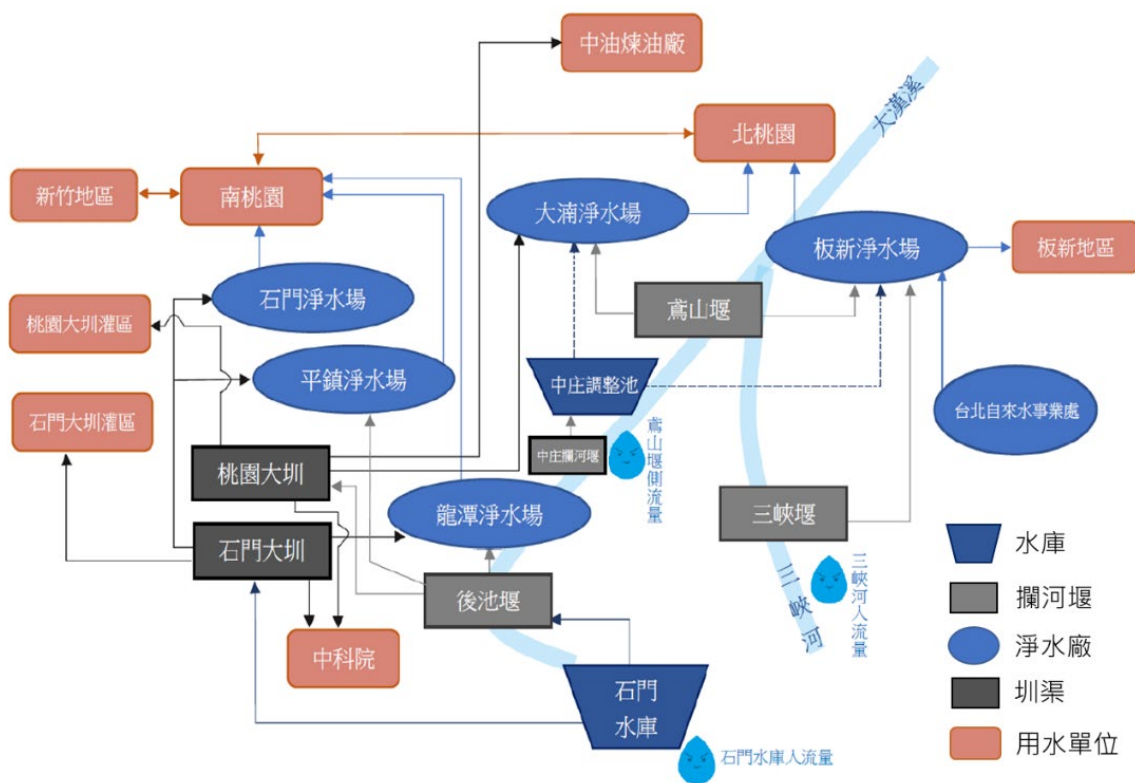 中油煉油廠
大漢溪
北桃園
新竹地區
南桃園
大湳淨水場
板新淨水場
板新地區
石門淨水場
鳶山堰
桃園大圳灌區
平鎮淨水場
中庄調整池
台北自來水事業處
石門大圳灌區
中庄攔河堰
鳶山堰側流量
桃園大圳
龍潭淨水場
三峽堰
水庫
石門大圳
三峽河
三峽河入流量
後池堰
攔河堰
淨水廠
中科院
石門
水庫
圳渠
石門水庫入流量
用水單位